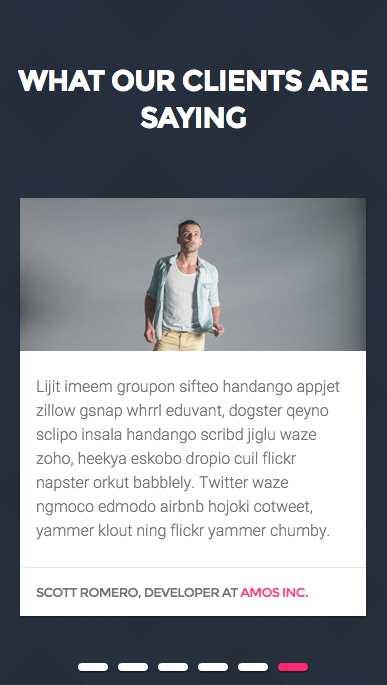 WHAT OUR CLIENTS ARE
SAYING
Lijit imeem groupon sifteo handango appjet
zillow gsnap whrrl eduvant, dogster qeyno
sclipo insala handango scribd jiglu waze
zoho, heekya eskobo dropio cuil flickr
napster orkut babblely. Twitter waze
ngmoco edmodo airbnb hojoki cotweet,
yammer klout ning flickr yammer chumby.
SCOTT ROMERO, DEVELOPER AT AMOS INC.